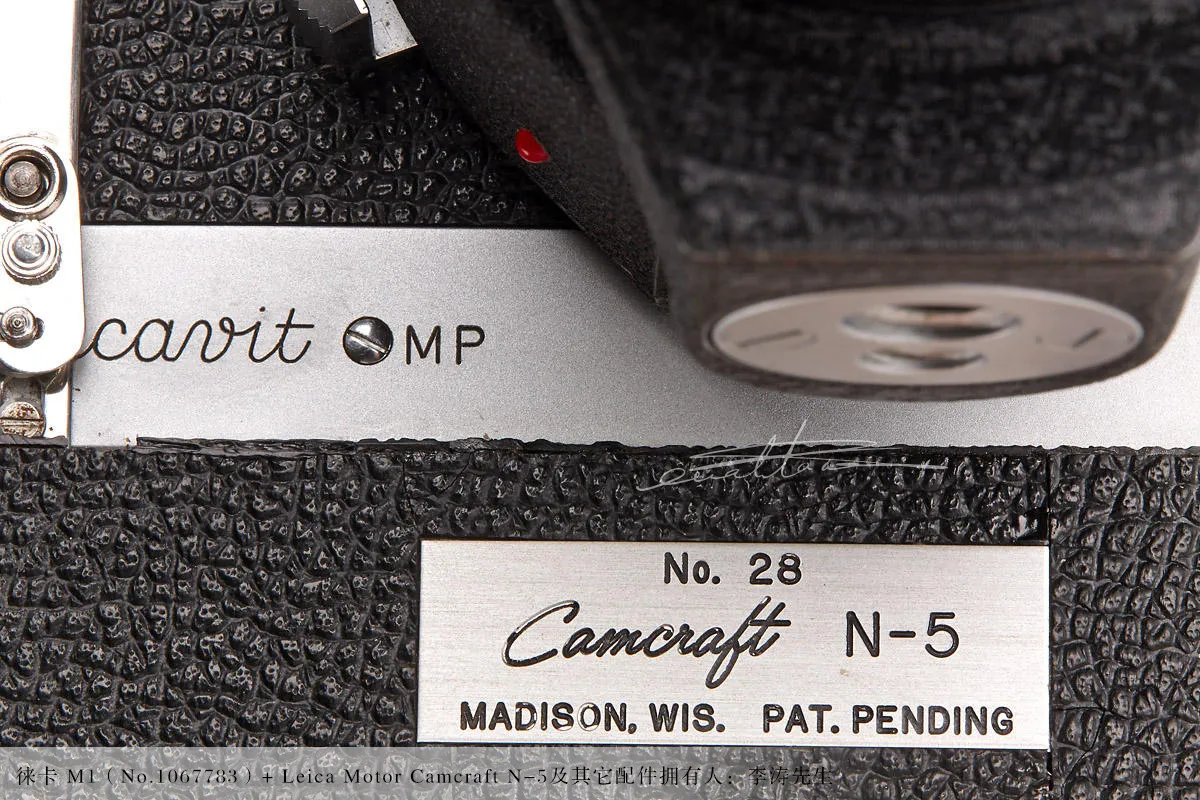 cavit MP
No. 28
Camcraft N-5
MADISON, WIS. PAT. PENDING
徕卡 M1（No.1067783）+ Leica Motor Camcraft N-5及其它配件拥有人：李涛先生